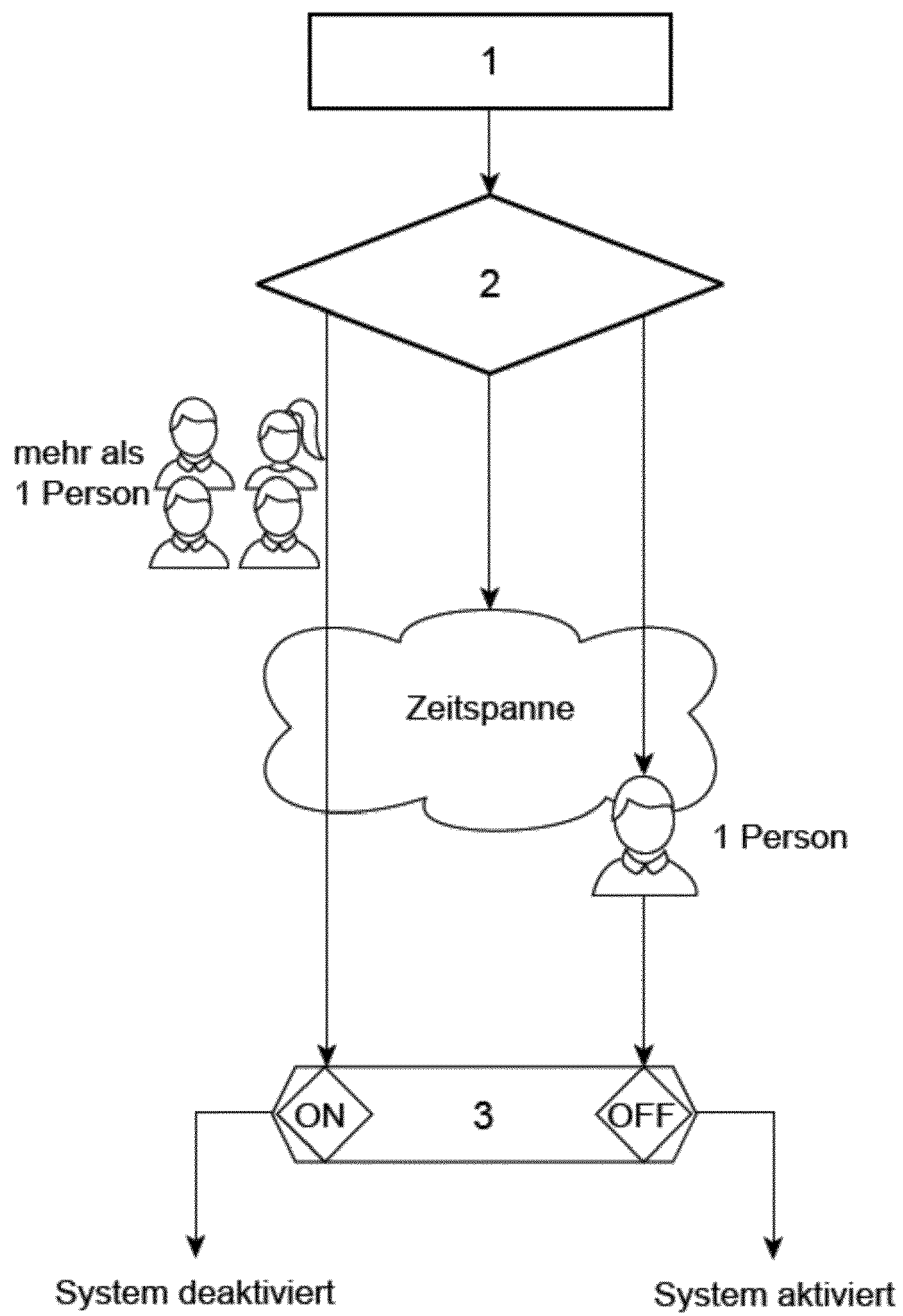 1
2
mehr als
1 Person
Zeitspanne
1 Person
ON
3
OFF
System deaktiviert
System aktiviert